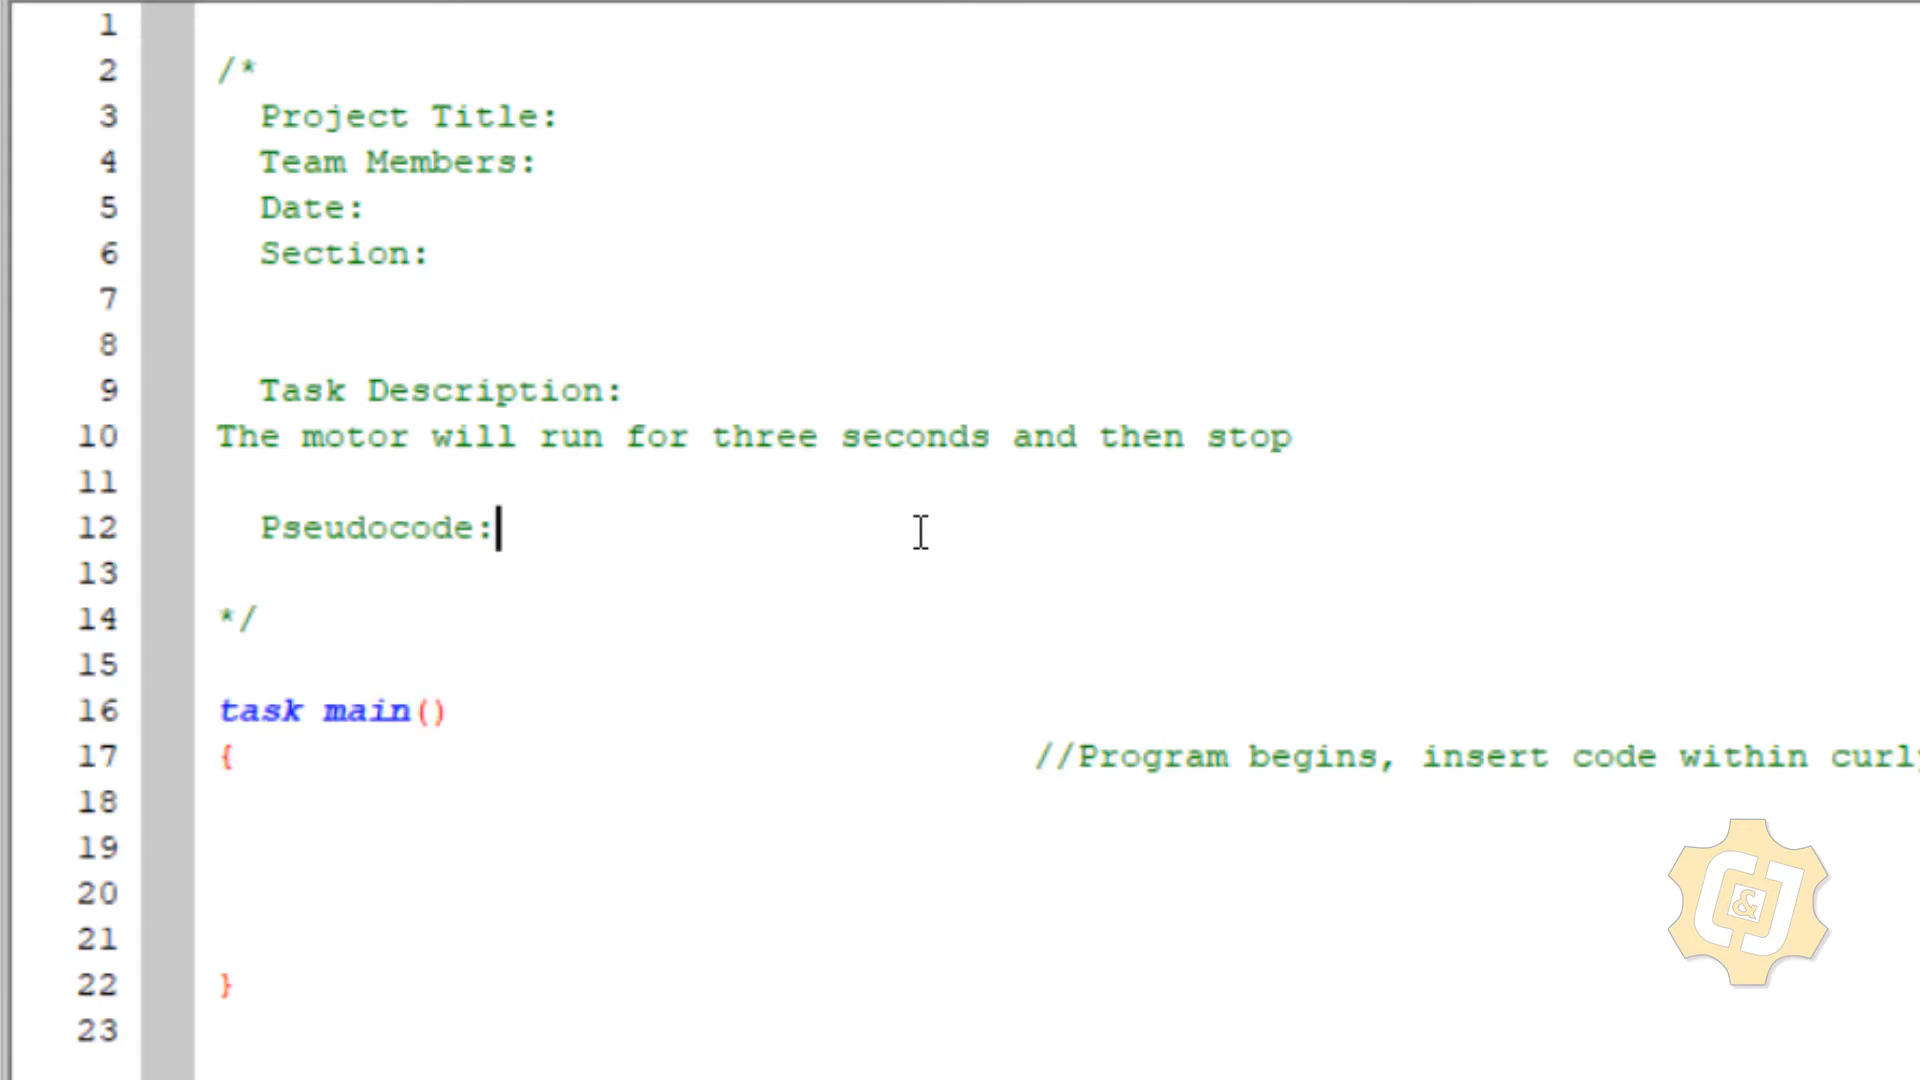 1
2 /*
3 Project Title:
4 Team Members:
5 Date:
6 Section:
7
8
9 Task Description:
10 The motor will run for three seconds and then stop
11
12 Pseudocode:
13
14 */
15
16 task main()
17 { //Program begins, insert code within curly
18
19
20
21
22 }
23
C&J